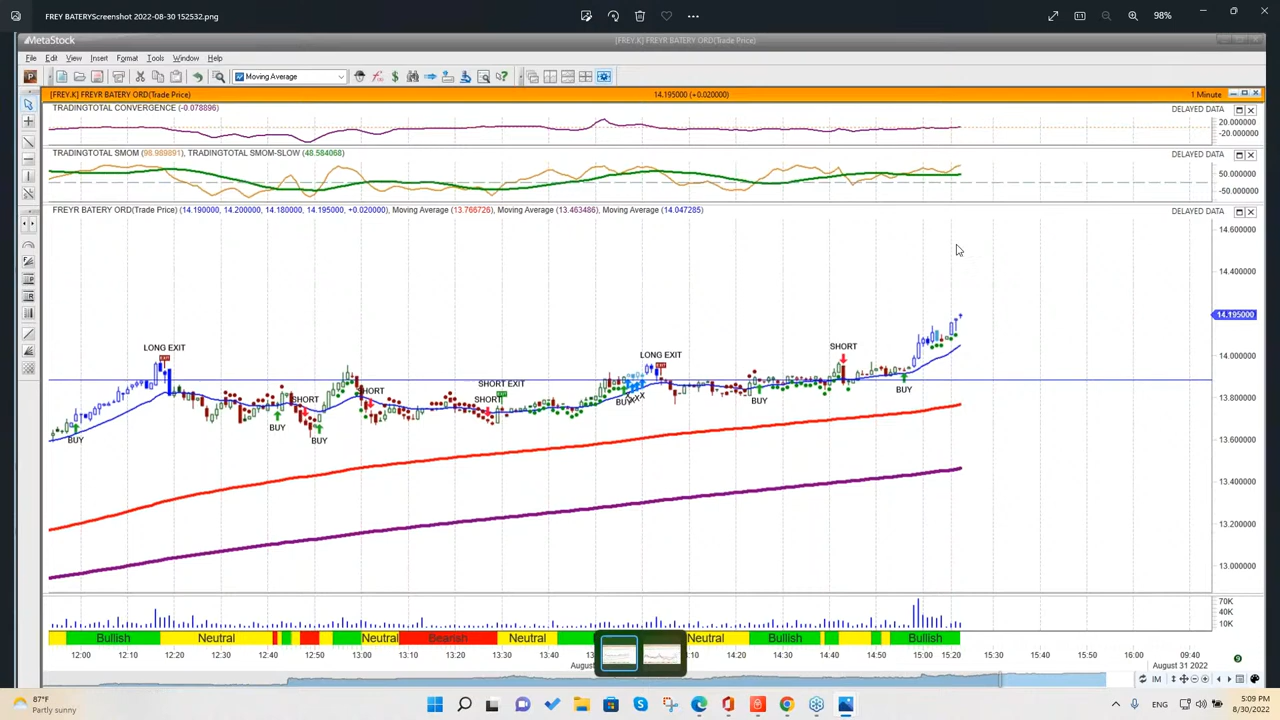 FREY BATERYScreenshot 2022-08-30 152532.png
98%
MetaStock
[FREY.K] FREYR BATERY ORD(Trade Price)
File Edit View Insert Format Tools Window Help
Moving Average
[FREY.K] FREYR BATERY ORD(Trade Price) 14.195000 (+0.020000) 1 Minute
TRADINGTOTAL CONVERGENCE (-0.078896) DELAYED DATA
20.000000
-20.000000
TRADINGTOTAL SMOM (98.989891), TRADINGTOTAL SMOM-SLOW (48.584068) DELAYED DATA
50.000000
-50.000000
FREYR BATERY ORD(Trade Price) (14.190000, 14.200000, 14.180000, 14.195000, +0.020000), Moving Average (13.766726), Moving Average (13.463486), Moving Average (14.047285) DELAYED DATA
14.600000
14.400000
14.195000
LONG EXIT SHORT
LONG EXIT 14.000000
SHORT EXIT
SHORT BUY
SHORT SHORT 13.800000
BUY XXX BUY
BUY
BUY BUY 13.600000
13.400000
13.200000
13.000000
70K
40K
10K
Bullish Neutral Neutral Bearish Neutral Neutral Bullish Bullish
12:00 12:10 12:20 12:30 12:40 12:50 13:00 13:10 13:20 13:30 13:40 14:10 14:20 14:30 14:40 14:50 15:00 15:10 15:20 15:30 15:40 15:50 16:00 09:40
August 31 2022
IM
87°F
Partly sunny
ENG
5:09 PM
8/30/2022